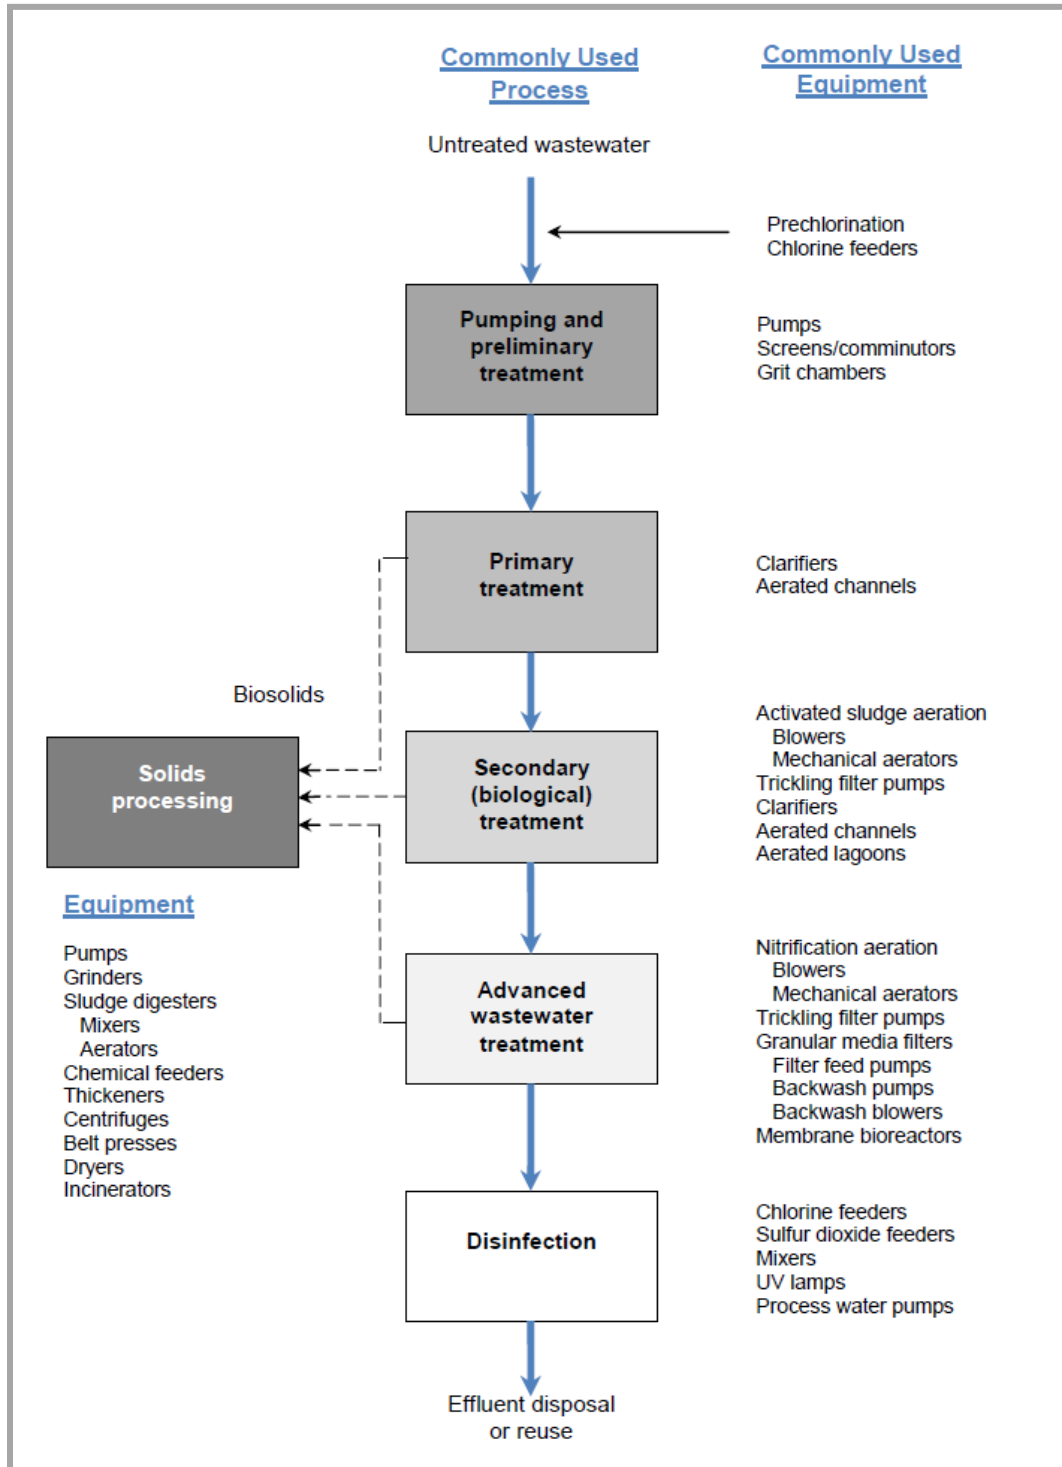 Commonly Used
Process
Commonly Used
Equipment
Untreated wastewater
Prechlorination
Chlorine feeders
Pumping and
preliminary
treatment
Pumps
Screens/comminutors
Grit chambers
Primary
treatment
Clarifiers
Aerated channels
Biosolids
Solids
processing
Secondary
(biological)
treatment
Activated sludge aeration
Blowers
Mechanical aerators
Trickling filter pumps
Clarifiers
Aerated channels
Aerated lagoons
Equipment
Pumps
Grinders
Sludge digesters
Mixers
Aerators
Chemical feeders
Thickeners
Centrifuges
Belt presses
Dryers
Incinerators
Advanced
wastewater
treatment
Nitrification aeration
Blowers
Mechanical aerators
Trickling filter pumps
Granular media filters
Filter feed pumps
Backwash pumps
Backwash blowers
Membrane bioreactors
Disinfection
Chlorine feeders
Sulfur dioxide feeders
Mixers
UV lamps
Process water pumps
Effluent disposal
or reuse